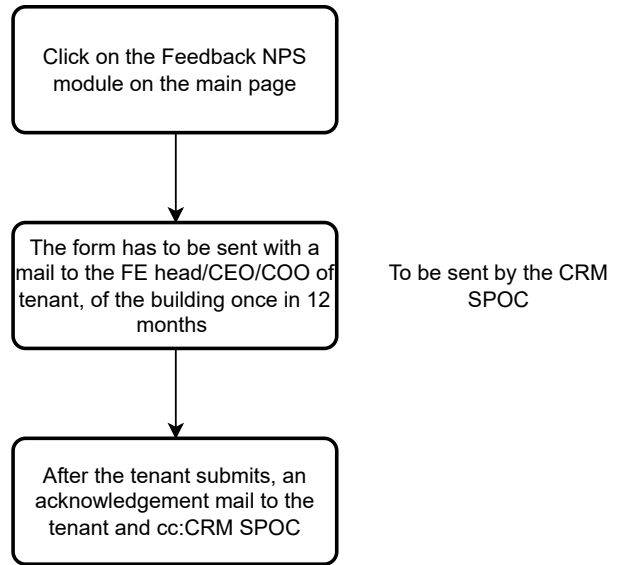 Click on the Feedback NPS
module on the main page
The form has to be sent with a
mail to the FE head/CEO/COO of
tenant, of the building once in 12
months
To be sent by the CRM
SPOC
After the tenant submits, an
acknowledgement mail to the
tenant and cc:CRM SPOC